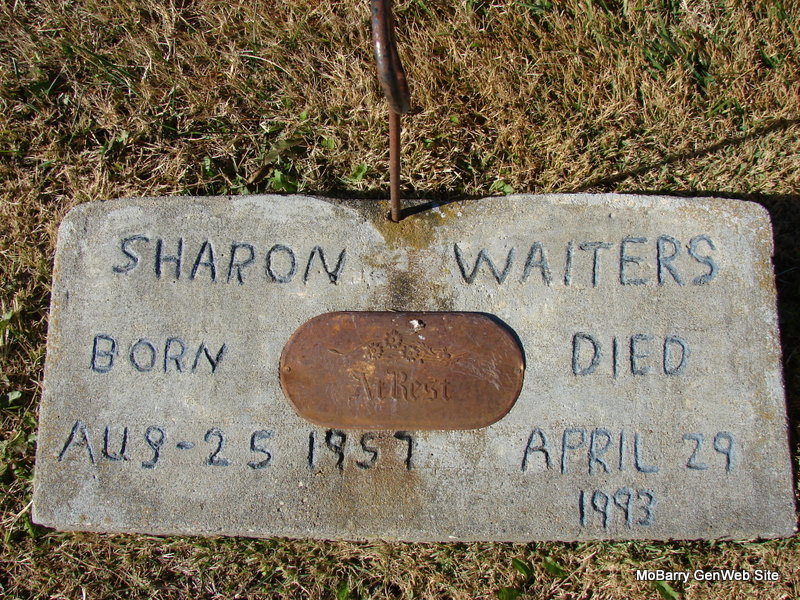 SHARON WAITERS
BORN DIED
At Rest
AUG-25 1957 APRIL 29
1993
MoBarry GenWeb Site